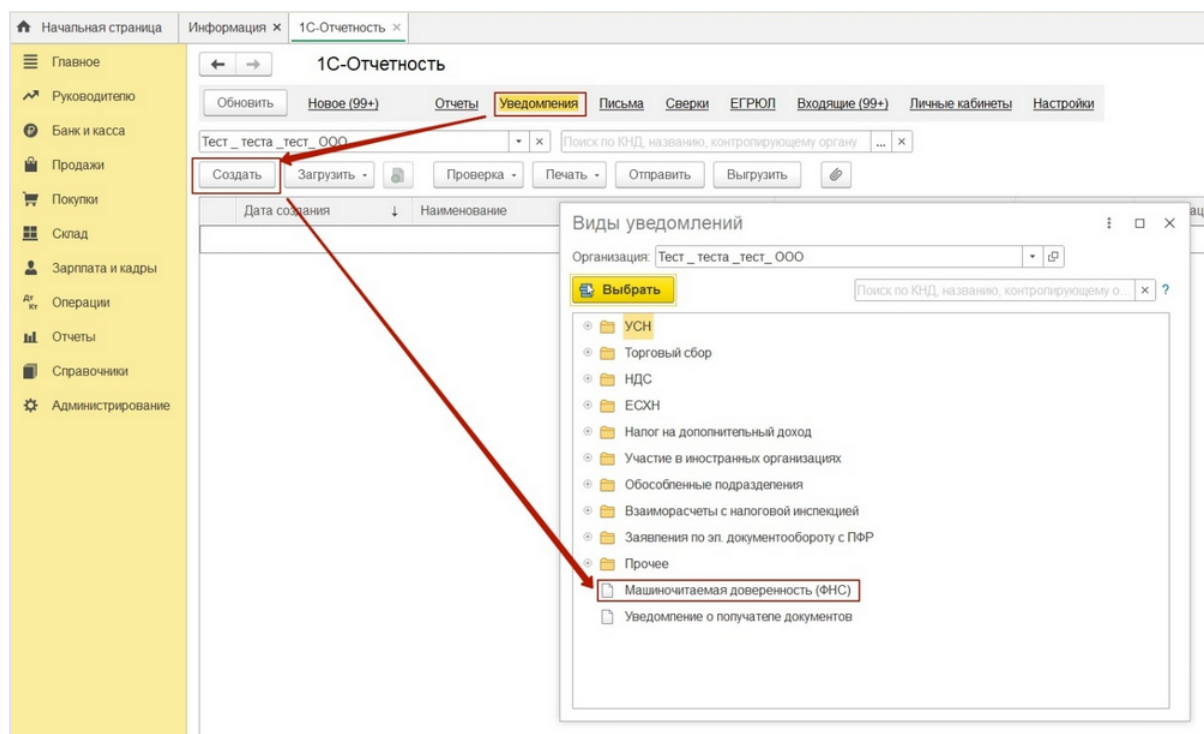 Начальная страница
Информация ×
1С-Отчетность ×
Главное
Руководителю
Банк и касса
Продажи
Покупки
Склад
Зарплата и кадры
Операции
Отчеты
Справочники
Администрирование
1С-Отчетность
Обновить Новое (99+) Отчеты Уведомления Письма Сверки ЕГРЮЛ Входящие (99+) Личные кабинеты Настройки
Тест _ теста _тест_ ООО Поиск по КНД, названию, контролирующему органу ...
Создать Загрузить Проверка Печать Отправить Выгрузить
Дата создания ↓ Наименование
Виды уведомлений
Организация: Тест _ теста _тест_ ООО
Выбрать Поиск по КНД, названию, контролирующему о... × ?
УСН
Торговый сбор
НДС
ЕСХН
Налог на дополнительный доход
Участие в иностранных организациях
Обособленные подразделения
Взаиморасчеты с налоговой инспекцией
Заявления по эл. документообороту с ПФР
Прочее
Машиночитаемая доверенность (ФНС)
Уведомление о получателе документов